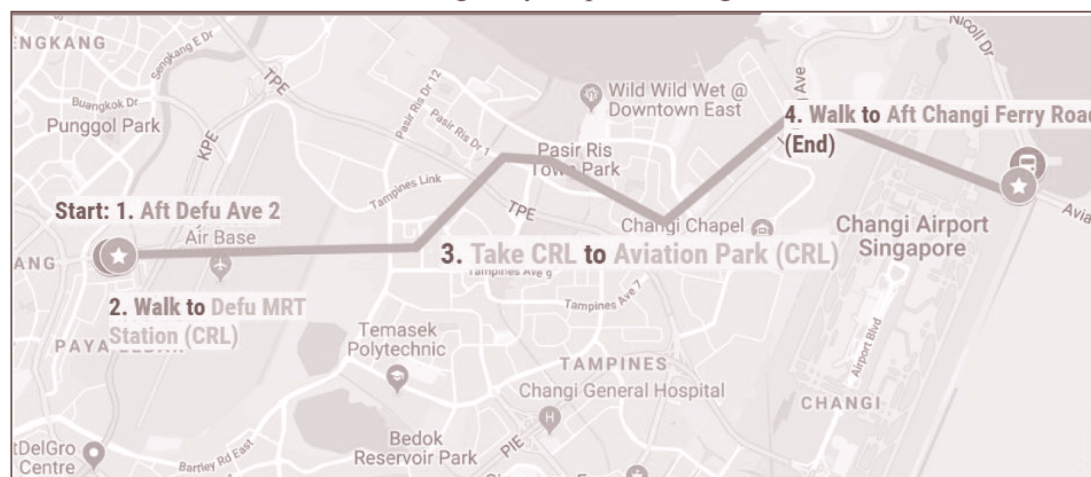 ENGKANG
Sengkang E Dr
TPE
Buangkok Dr
Punggol Park
KPE
Pasir Ris Dr 12
Pasir Ris Dr 1
Wild Wild Wet @
Downtown East
Nicoll Dr
Ave
4. Walk to Aft Changi Ferry Road
(End)
Pasir Ris
Town Park
Tampines Link
TPE
Start: 1. Aft Defu Ave 2
Air Base
Changi Chapel
Changi Airport
Singapore
ANG
3. Take CRL to Aviation Park (CRL)
Tampines Ave 9
2. Walk to Defu MRT
Station (CRL)
Tampines Ave 7
Temasek
Polytechnic
TAMPINES
Airport Blvd
Changi General Hospital
CHANGI
PIE
Bedok
Reservoir Park
Bartley Rd East
tDelGro
Centre